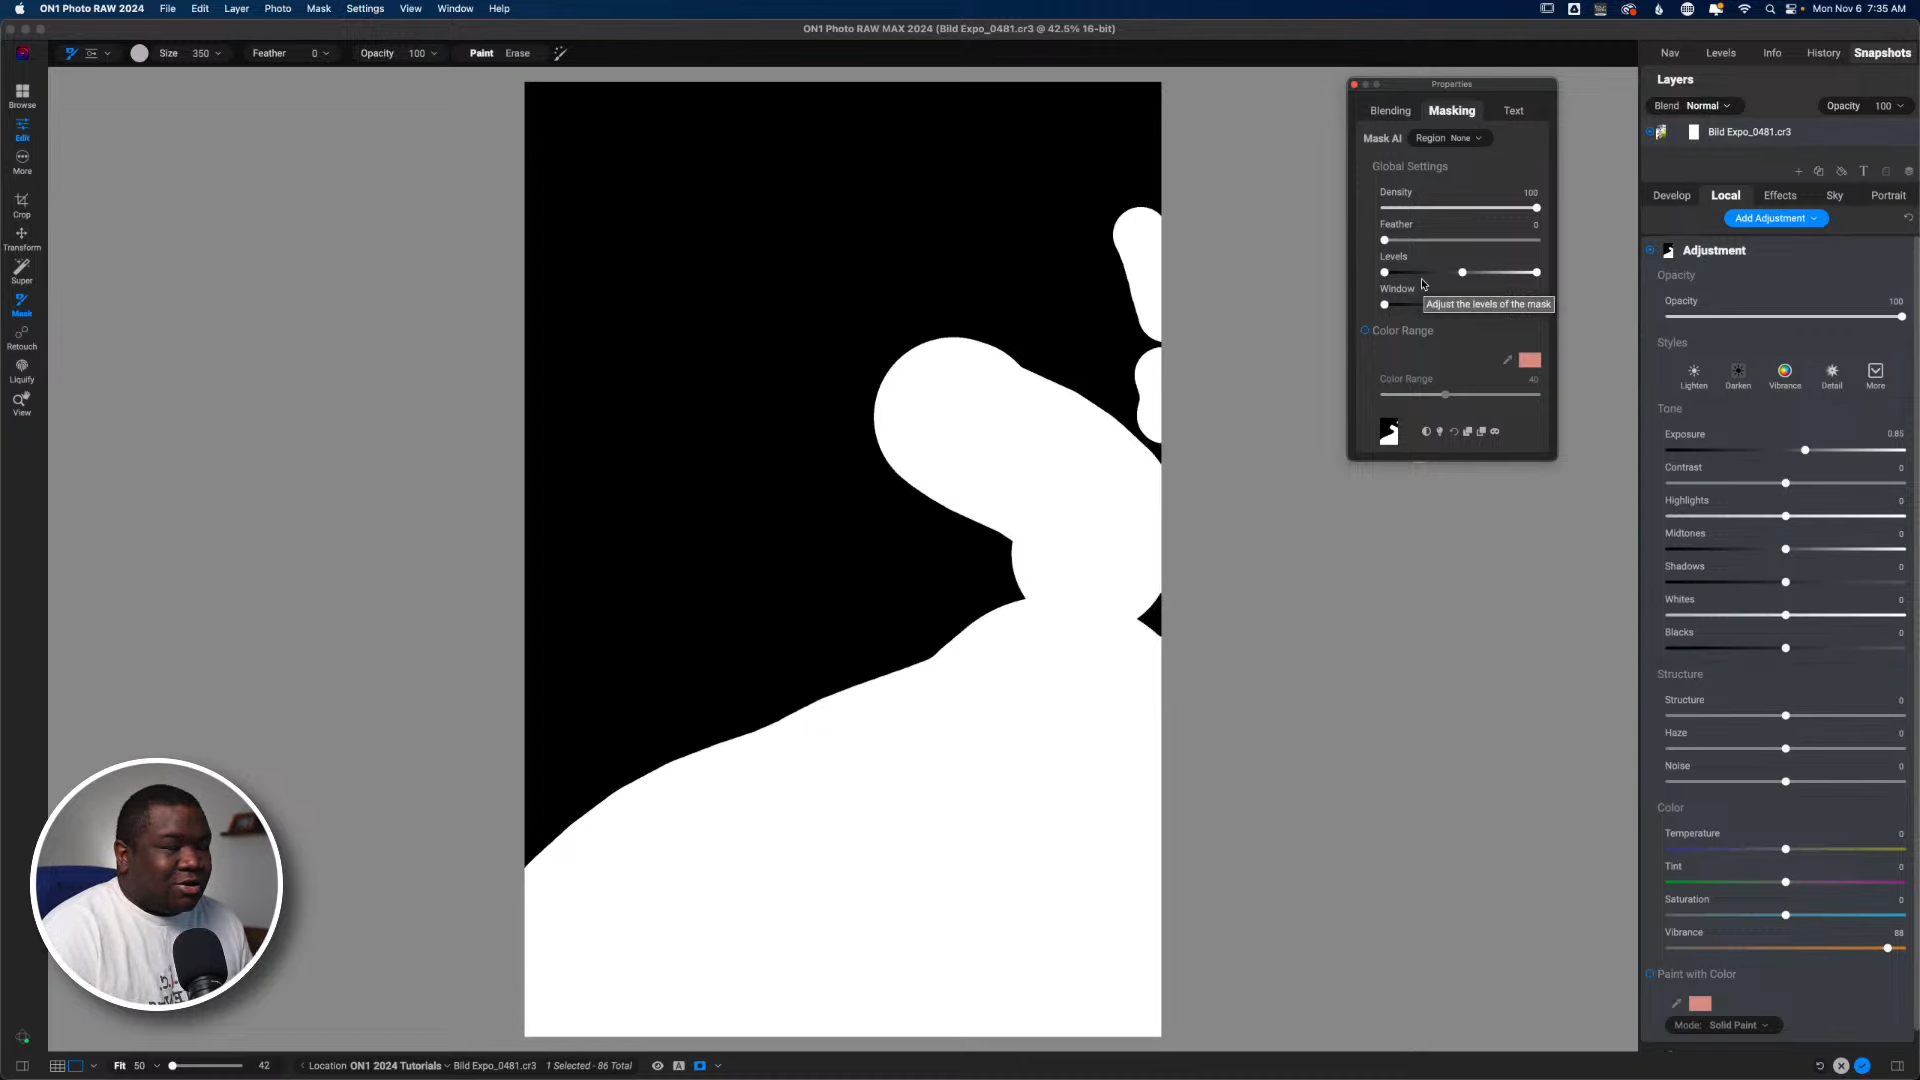 ON1 Photo RAW MAX 2024 File Edit Layer Photo Mask Settings View Window Help
Mon Nov 6 7:35 AM
ON1 Photo RAW MAX 2024 (Bild Expo_0481.cr3 @ 42.5% 16-bit)
Size 350 Feather 0 Opacity 100 Paint Erase
Nav Levels Info History Snapshots
Browse
Edit
More
Crop
Transform
Super
Mask
Retouch
Liquify
View
Properties
Blending Masking Text
Mask AI Region None
Global Settings
Density 100
Feather 0
Levels
Window
Adjust the levels of the mask
Color Range
Color Range 40
Layers
Blend Normal Opacity 100
Bild Expo_0481.cr3
T
Develop Local Effects Sky Portrait
Add Adjustment
Adjustment
Opacity
Opacity 100
Styles
Lighten Darken Vibrance Detail More
Tone
Exposure 0.85
Contrast 0
Highlights 0
Midtones 0
Shadows 0
Whites 0
Blacks 0
Structure
Structure 0
Haze 0
Noise 0
Color
Temperature 0
Tint 0
Saturation 0
Vibrance 88
Paint with Color
Mode: Solid Paint
Fit 50 42 Location ON1 2024 Tutorials Bild Expo_0481.cr3 1 Selected - 86 Total A